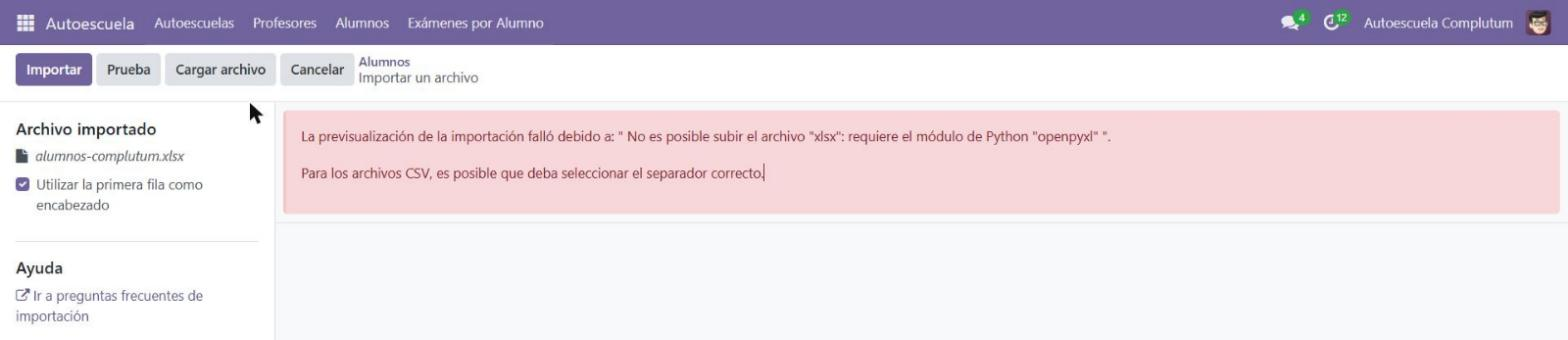 Autoescuela Autoescuelas Profesores Alumnos Exámenes por Alumno 4 12 Autoescuela Complutum
Importar Prueba Cargar archivo Cancelar
Alumnos
Importar un archivo
Archivo importado
alumnos-complutum.xlsx
Utilizar la primera fila como
encabezado
Ayuda
Ir a preguntas frecuentes de
importación
La previsualización de la importación falló debido a: " No es posible subir el archivo "xlsx": requiere el módulo de Python "openpyxl" ".
Para los archivos CSV, es posible que deba seleccionar el separador correcto.